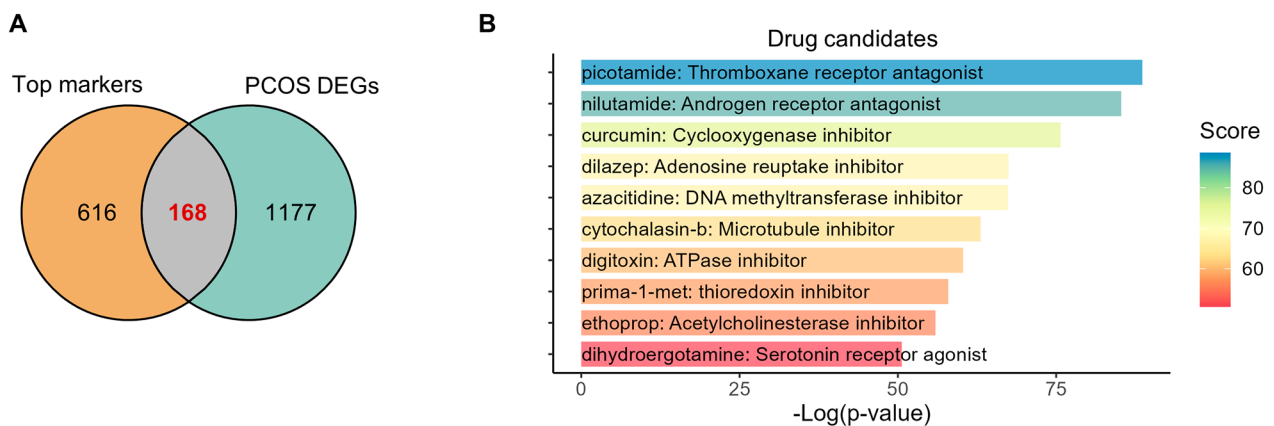 A
Top markers
PCOS DEGs
616
168
1177
B
Drug candidates
picotamide: Thromboxane receptor antagonist
nilutamide: Androgen receptor antagonist
curcumin: Cyclooxygenase inhibitor
dilazep: Adenosine reuptake inhibitor
azacitidine: DNA methyltransferase inhibitor
cytochalasin-b: Microtubule inhibitor
digitoxin: ATPase inhibitor
prima-1-met: thioredoxin inhibitor
ethoprop: Acetylcholinesterase inhibitor
dihydroergotamine: Serotonin receptor agonist
0
25
50
75
-Log(p-value)
Score
80
70
60